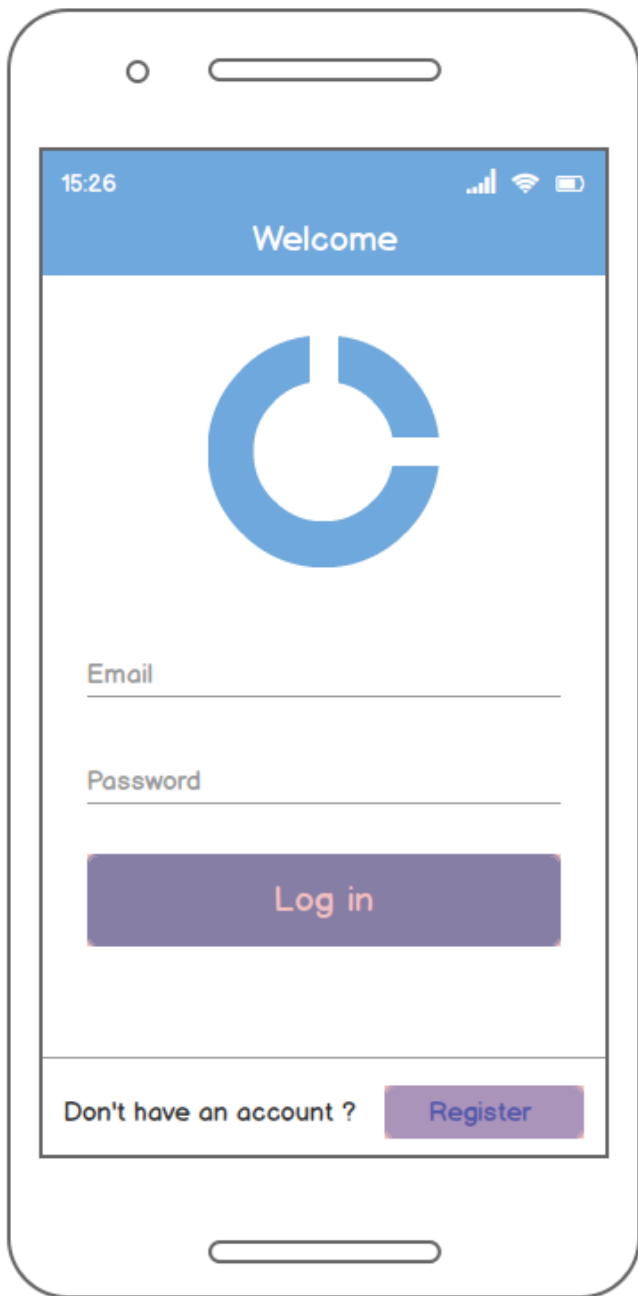 15:26
Welcome
Email
Password
Log in
Don't have an account ? Register